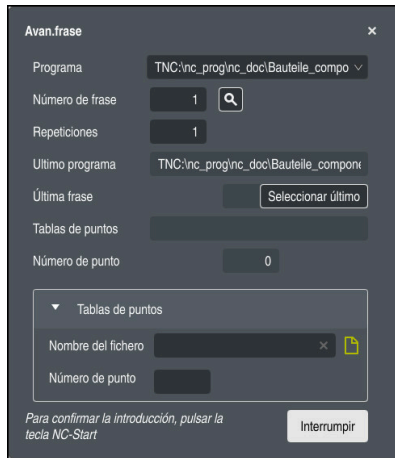 Avan.frase
Programa TNC:\nc_prog\nc_doc\Bauteile_compo
Número de frase 1
Repeticiones 1
Ultimo programa TNC:\nc_prog\nc_doc\Bauteile_compone
Última frase Seleccionar último
Tablas de puntos
Número de punto 0
Tablas de puntos
Nombre del fichero
Número de punto
Para confirmar la introducción, pulsar la
tecla NC-Start
Interrumpir